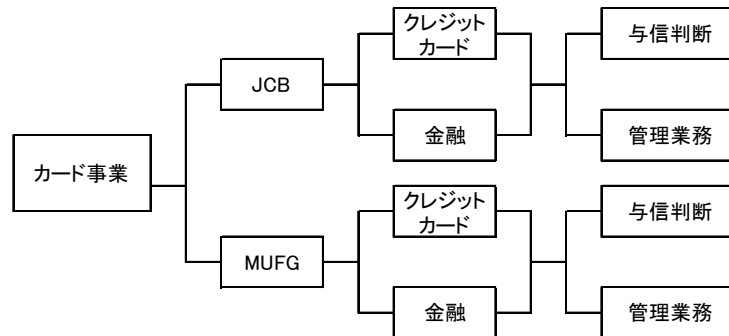 カード事業
JCB
クレジット
カード
金融
与信判断
管理業務
MUFG
クレジット
カード
金融
与信判断
管理業務